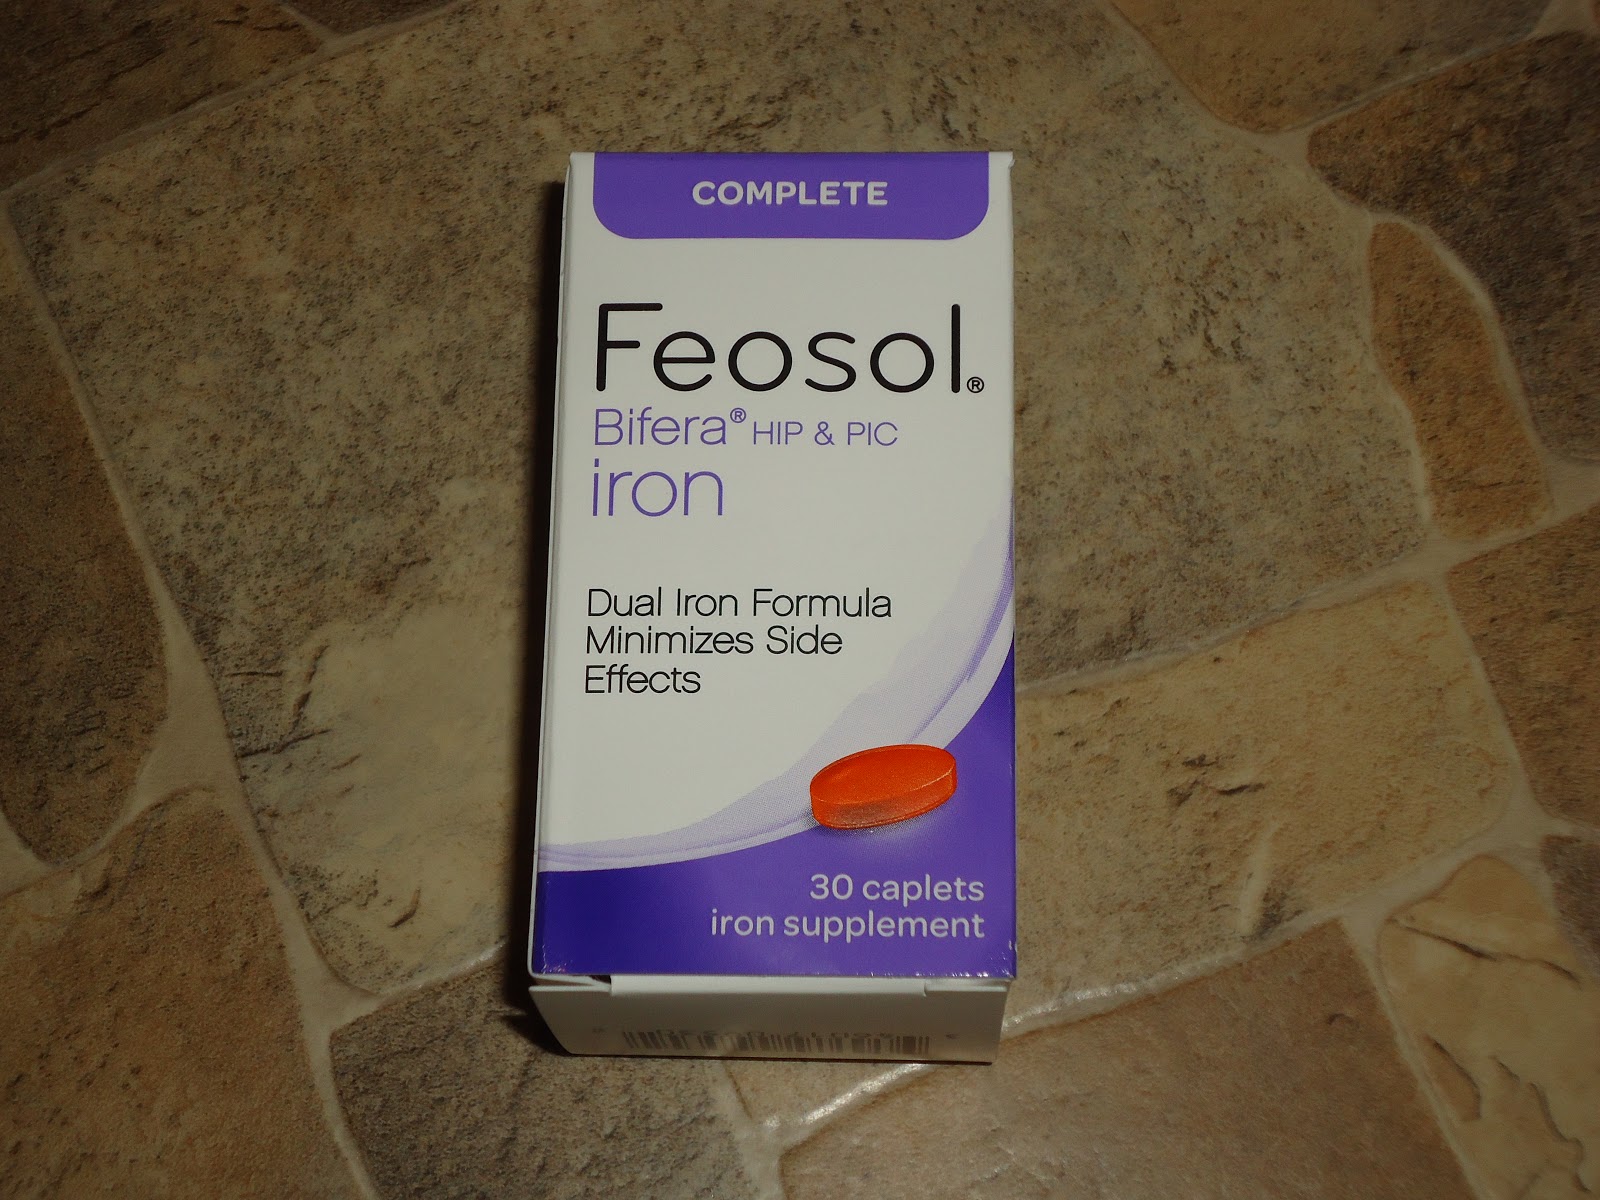 COMPLETE
Feosol®
Bifera® HIP & PIC
iron
Dual Iron Formula
Minimizes Side
Effects
30 caplets
iron supplement